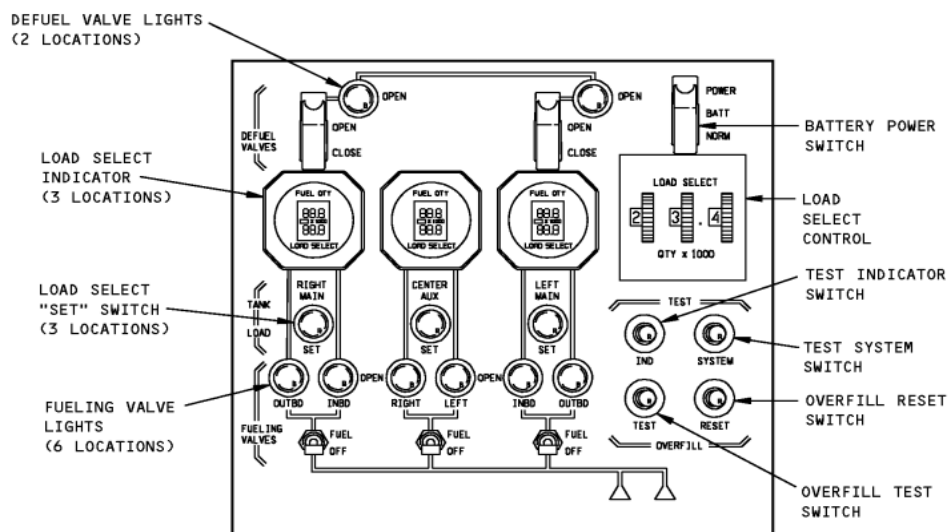 DEFUEL VALVE LIGHTS
(2 LOCATIONS)
OPEN
OPEN
POWER
BATT
NORM
OPEN
CLOSE
OPEN
CLOSE
DEFUEL
VALVES
BATTERY POWER
SWITCH
LOAD SELECT
INDICATOR
(3 LOCATIONS)
FUEL QTY
88.8
X 1000
88.8
LOAD SELECT
FUEL QTY
88.8
X 1000
88.8
LOAD SELECT
FUEL QTY
88.8
X 1000
88.8
LOAD SELECT
LOAD SELECT
2 3 . 4
QTY X 1000
LOAD
SELECT
CONTROL
LOAD SELECT
"SET" SWITCH
(3 LOCATIONS)
TANK
LOAD
RIGHT
MAIN
SET
CENTER
AUX
SET
LEFT
MAIN
SET
TEST
IND
SYSTEM
TEST
RESET
OVERFILL
TEST INDICATOR
SWITCH
TEST SYSTEM
SWITCH
OVERFILL RESET
SWITCH
OVERFILL TEST
SWITCH
FUELING VALVE
LIGHTS
(6 LOCATIONS)
FUELING
VALVES
OUTBD
INBD
OPEN
RIGHT
LEFT
OPEN
INBD
OUTBD
FUEL
OFF
FUEL
OFF
FUEL
OFF